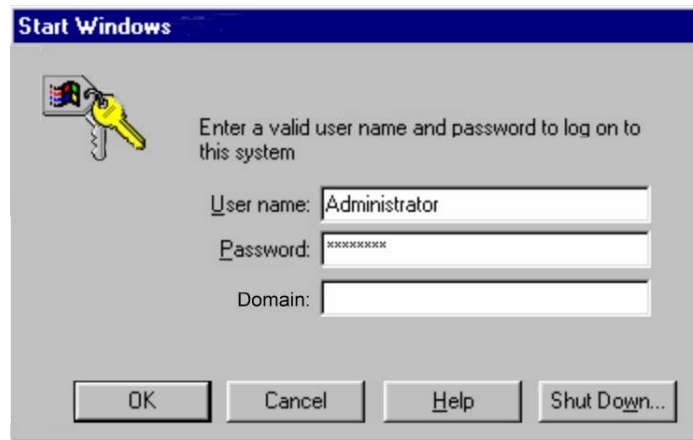 Start Windows
Enter a valid user name and password to log on to
this system
User name: Administrator
Password: ********
Domain:
OK Cancel Help Shut Down...